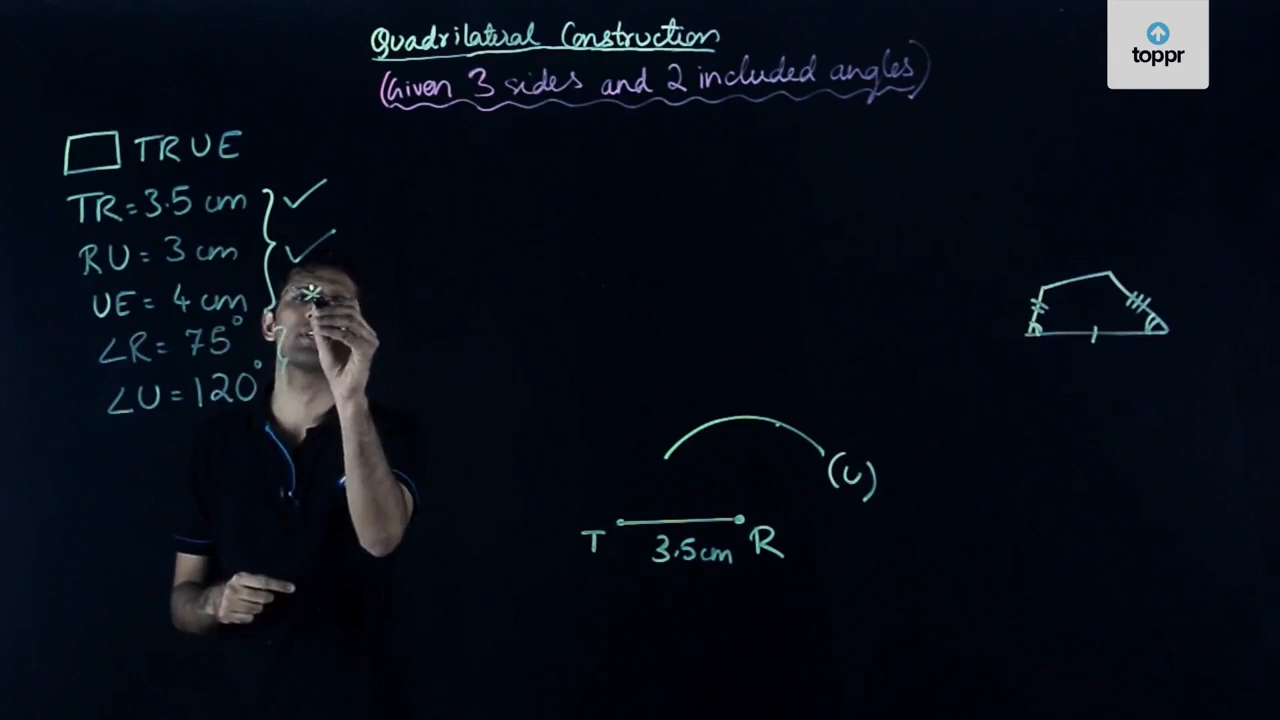 Quadrilateral Construction
(Given 3 sides and 2 included angles)
toppr
TRUE
TR=3.5 cm
RU = 3 cm
UE = 4 cm
∠R = 75°
∠U = 120°
(U)
T 3.5cm R